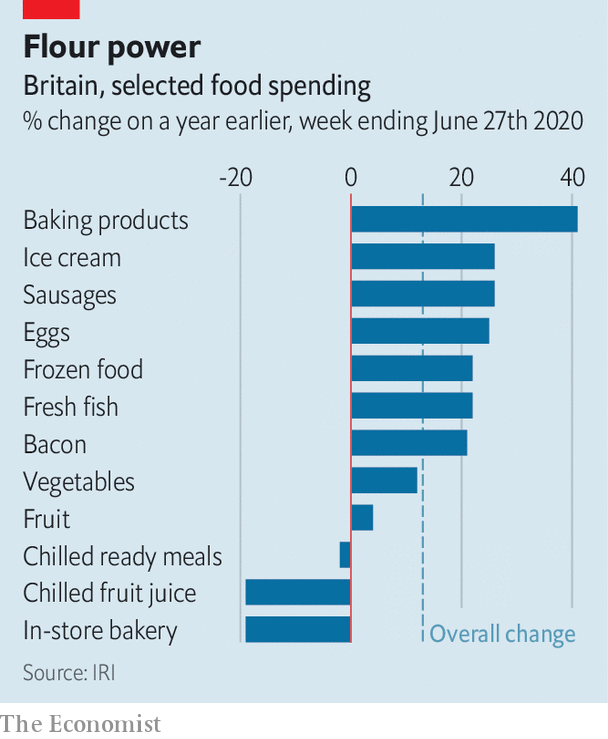 Flour power
Britain, selected food spending
% change on a year earlier, week ending June 27th 2020
-20 0 20 40
Baking products
Ice cream
Sausages
Eggs
Frozen food
Fresh fish
Bacon
Vegetables
Fruit
Chilled ready meals
Chilled fruit juice
In-store bakery
Overall change
Source: IRI
The Economist